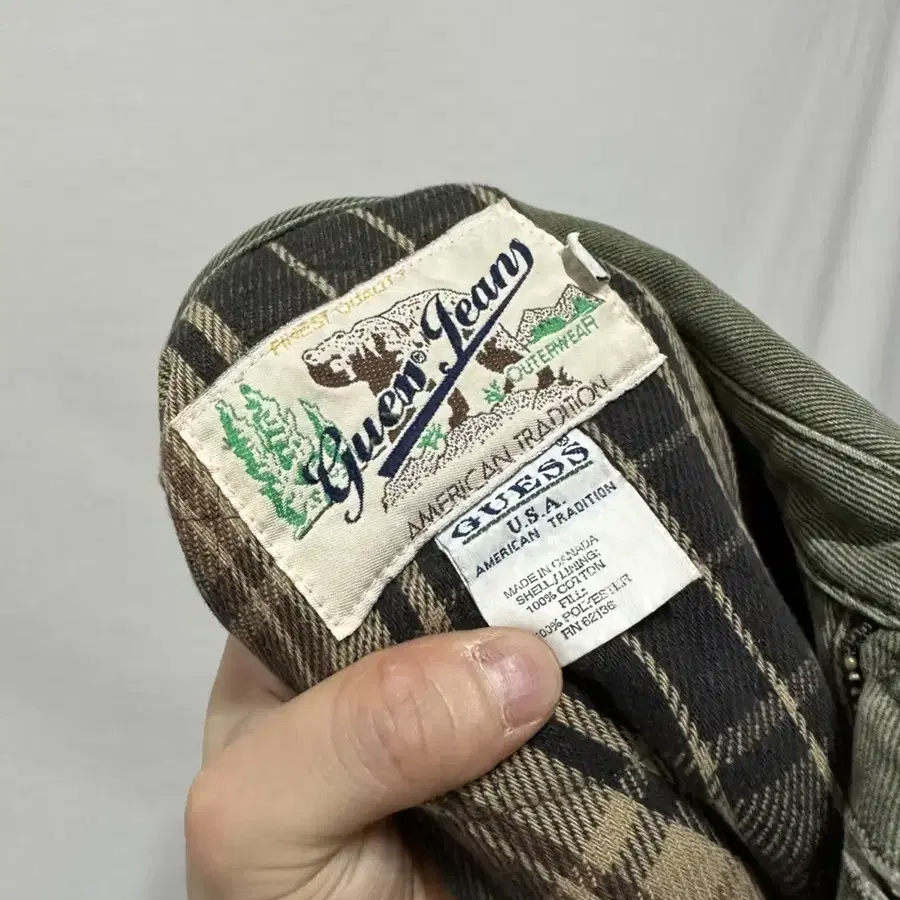 FINEST QUALITY
Guess® Jeans
OUTERWEAR
AMERICAN TRADITION
GUESS®
U.S.A.
AMERICAN TRADITION
MADE IN CANADA
SHELL/LINING:
100% COTTON
FILL:
100% POLYESTER
RN 62136